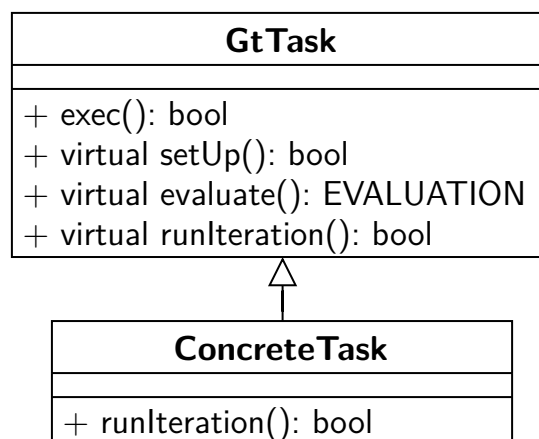 GtTask
+ exec(): bool
+ virtual setUp(): bool
+ virtual evaluate(): EVALUATION
+ virtual runIteration(): bool
ConcreteTask
+ runIteration(): bool